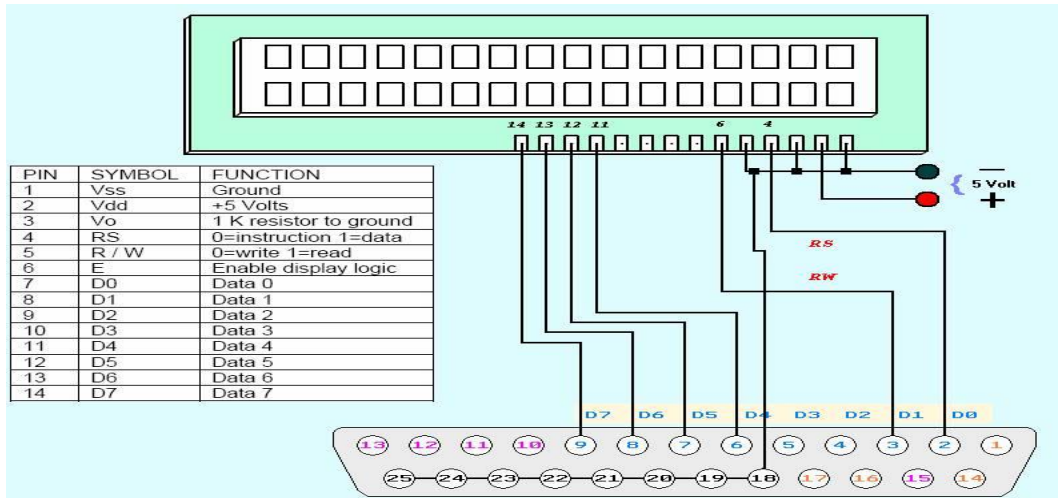 14 13 12 11 6 4
PIN SYMBOL FUNCTION
1 Vss Ground
2 Vdd +5 Volts
3 Vo 1 K resistor to ground
4 RS 0=instruction 1=data
5 R / W 0=write 1=read
6 E Enable display logic
7 D0 Data 0
8 D1 Data 1
9 D2 Data 2
10 D3 Data 3
11 D4 Data 4
12 D5 Data 5
13 D6 Data 6
14 D7 Data 7
{ 5 Volt
− +
RS
RW
D7 D6 D5 D4 D3 D2 D1 D0
13 12 11 10 9 8 7 6 5 4 3 2 1
25 24 23 22 21 20 19 18 17 16 15 14